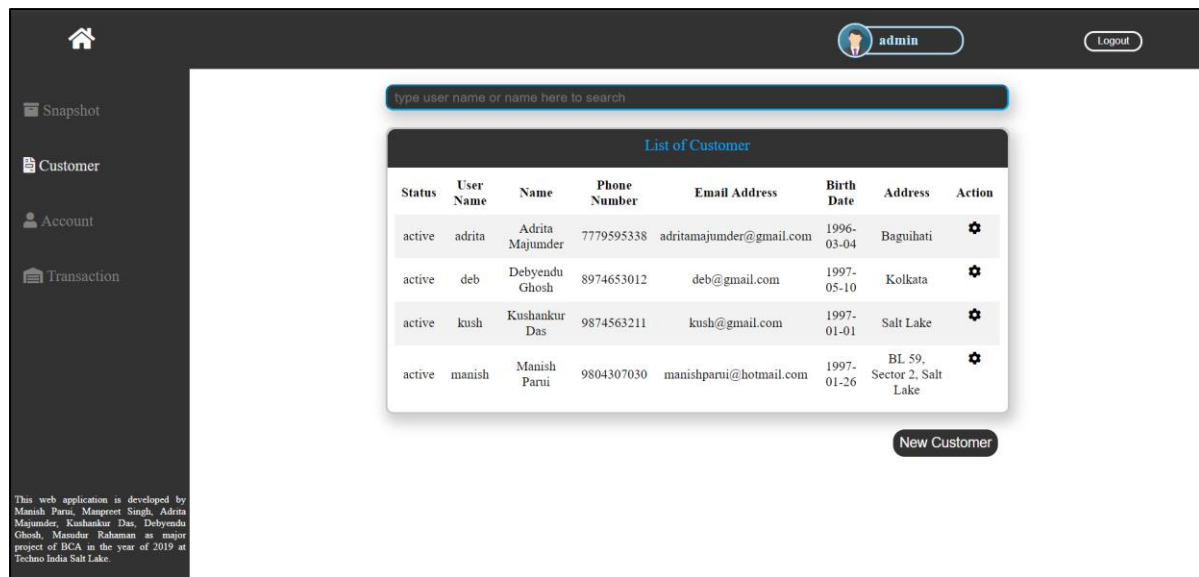 admin
Logout
Snapshot
Customer
Account
Transaction
type user name or name here to search
List of Customer
Status User Name Name Phone Number Email Address Birth Date Address Action
active adrita Adrita Majumder 7779595338 adritamajumder@gmail.com 1996-03-04 Baguihati
active deb Debyendu Ghosh 8974653012 deb@gmail.com 1997-05-10 Kolkata
active kush Kushankur Das 9874563211 kush@gmail.com 1997-01-01 Salt Lake
active manish Manish Parui 9804307030 manishparui@hotmail.com 1997-01-26 BL 59, Sector 2, Salt Lake
New Customer
This web application is developed by
Manish Parui, Manpreet Singh, Adrita
Majumder, Kushankur Das, Debyendu
Ghosh, Masudur Rahaman as major
project of BCA in the year of 2019 at
Techno India Salt Lake.